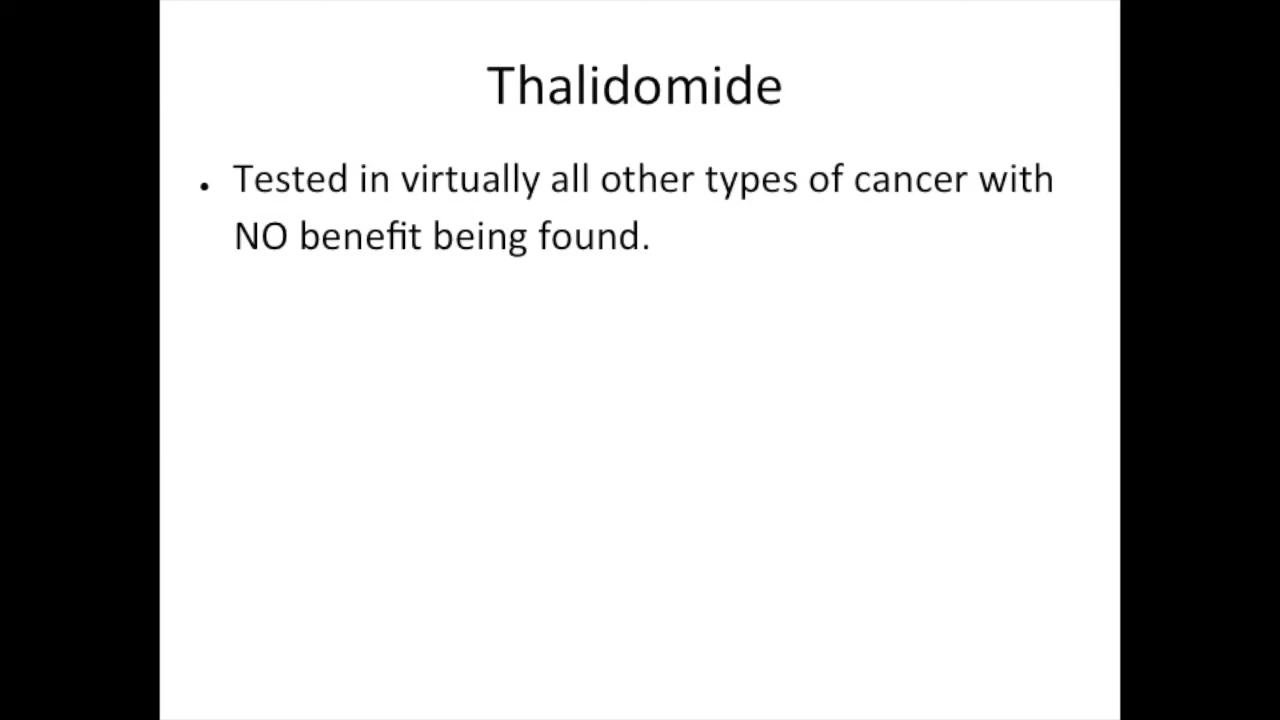 Thalidomide
• Tested in virtually all other types of cancer with
NO benefit being found.